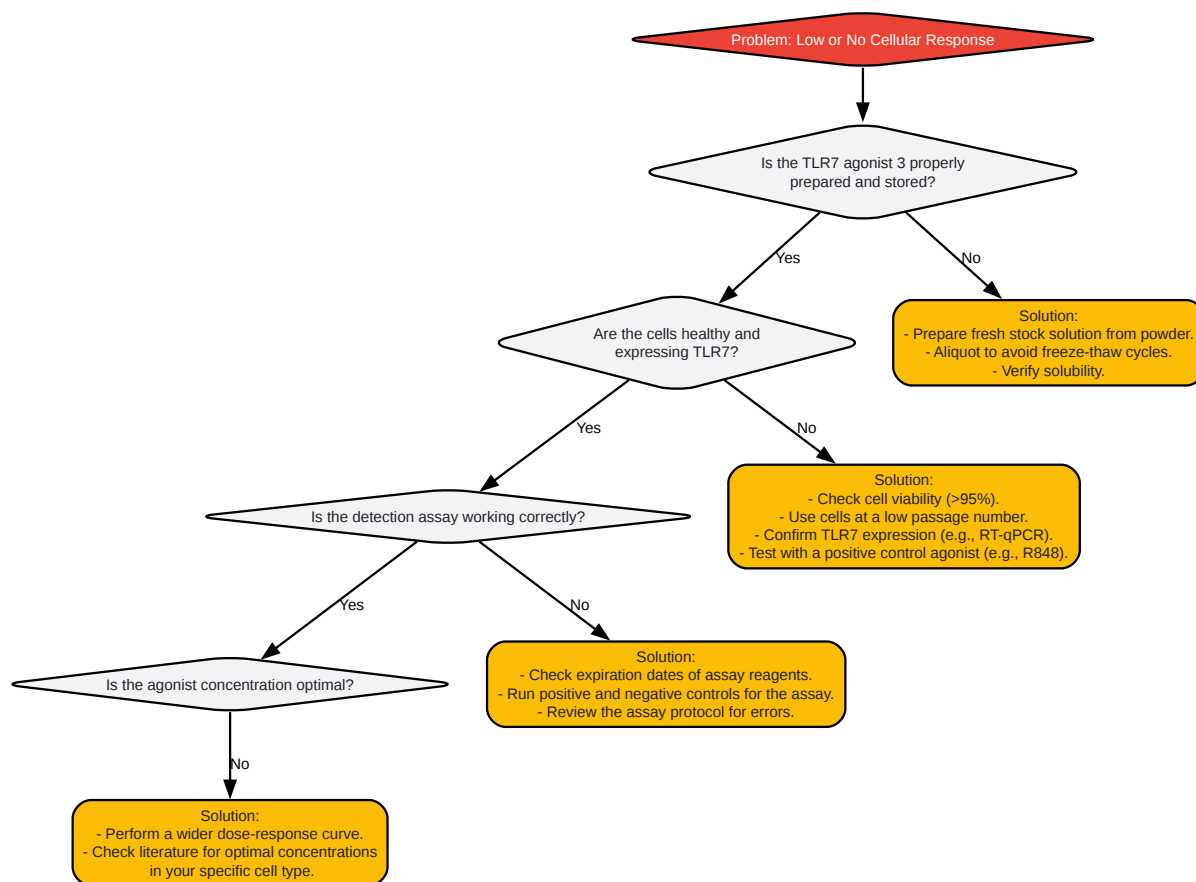 Problem: Low or No Cellular Response
Is the TLR7 agonist 3 properly
prepared and stored?
Yes
No
Solution:
- Prepare fresh stock solution from powder.
- Aliquot to avoid freeze-thaw cycles.
- Verify solubility.
Are the cells healthy and
expressing TLR7?
Yes
No
Solution:
- Check cell viability (>95%).
- Use cells at a low passage number.
- Confirm TLR7 expression (e.g., RT-qPCR).
- Test with a positive control agonist (e.g., R848).
Is the detection assay working correctly?
Yes
No
Solution:
- Check expiration dates of assay reagents.
- Run positive and negative controls for the assay.
- Review the assay protocol for errors.
Is the agonist concentration optimal?
No
Solution:
- Perform a wider dose-response curve.
- Check literature for optimal concentrations
in your specific cell type.